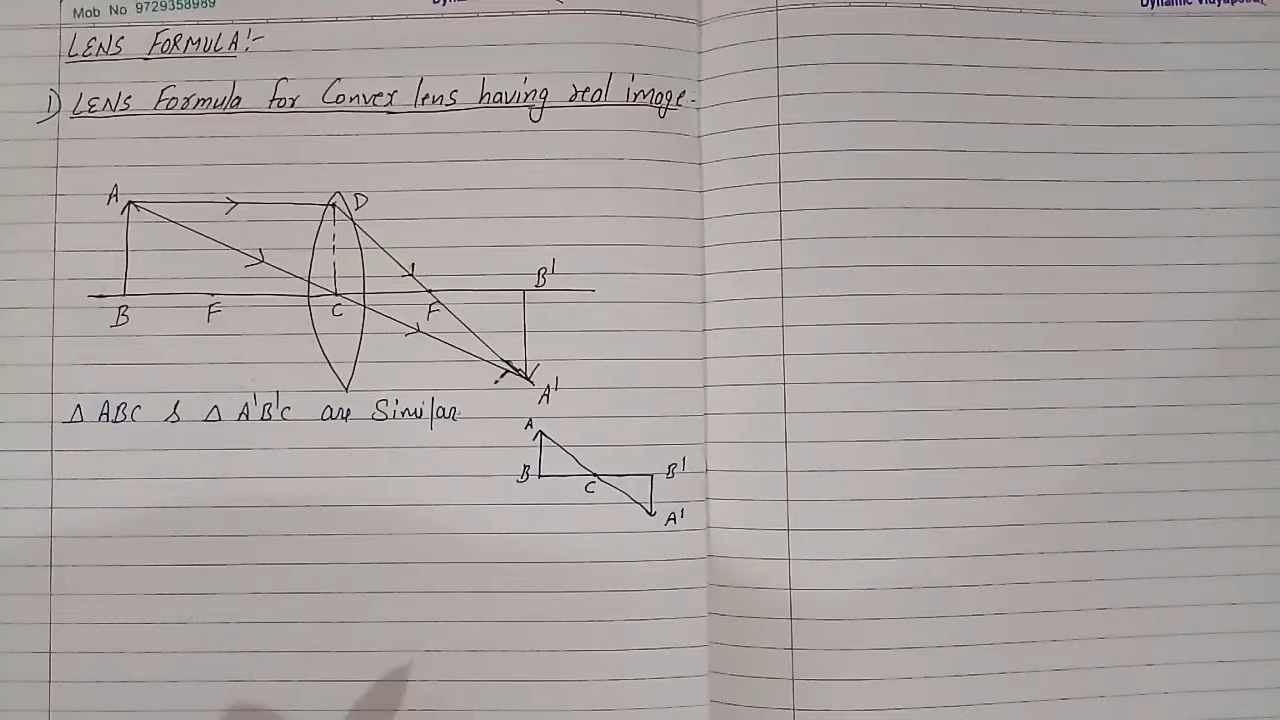 Mob No 9729358989
LENS FORMULA:-
1) LENS Formula for Convex lens having real image.
A
D
B'
B
F
C
F
A'
Δ ABC & Δ A'B'C are Similar
A
B
C
B'
A'